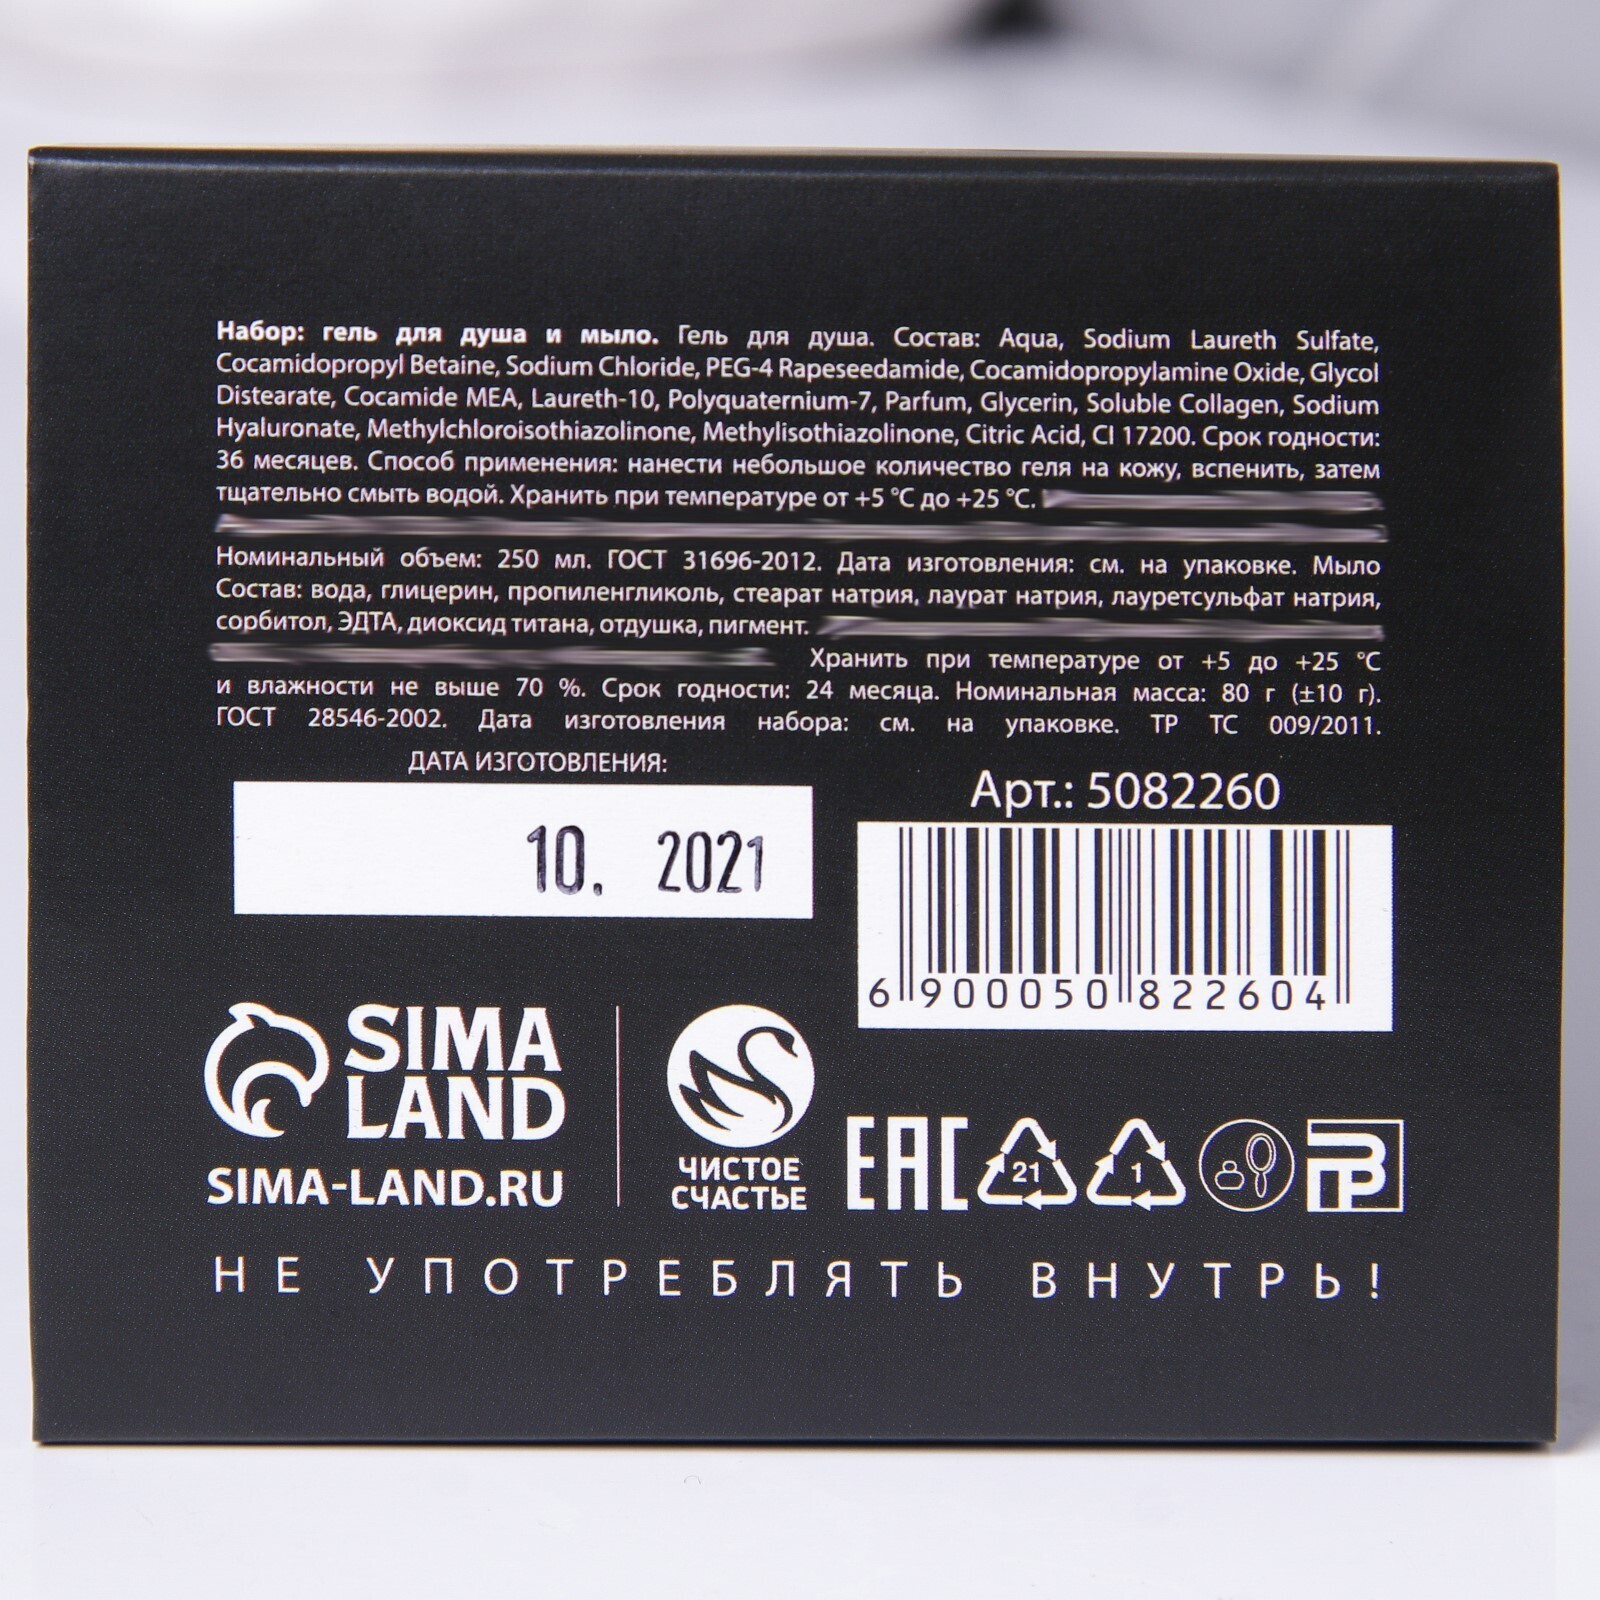 Набор: гель для душа и мыло. Гель для душа. Состав: Aqua, Sodium Laureth Sulfate,
Cocamidopropyl Betaine, Sodium Chloride, PEG-4 Rapeseedamide, Cocamidopropylamine Oxide, Glycol
Distearate, Cocamide MEA, Laureth-10, Polyquaternium-7, Parfum, Glycerin, Soluble Collagen, Sodium
Hyaluronate, Methylchloroisothiazolinone, Methylisothiazolinone, Citric Acid, CI 17200. Срок годности:
36 месяцев. Способ применения: нанести небольшое количество геля на кожу, вспенить, затем
тщательно смыть водой. Хранить при температуре от +5 °C до +25 °C.
Номинальный объем: 250 мл. ГОСТ 31696-2012. Дата изготовления: см. на упаковке. Мыло
Состав: вода, глицерин, пропиленгликоль, стеарат натрия, лаурат натрия, лауретсульфат натрия,
сорбитол, ЭДТА, диоксид титана, отдушка, пигмент.
Хранить при температуре от +5 до +25 °C
и влажности не выше 70 %. Срок годности: 24 месяца. Номинальная масса: 80 г (±10 г).
ГОСТ 28546-2002. Дата изготовления набора: см. на упаковке. ТР ТС 009/2011.
ДАТА ИЗГОТОВЛЕНИЯ:
10. 2021
Арт.: 5082260
6 900050 822604
SIMA
LAND
SIMA-LAND.RU
ЧИСТОЕ
СЧАСТЬЕ
EAC
21
1
НЕ УПОТРЕБЛЯТЬ ВНУТРЬ!